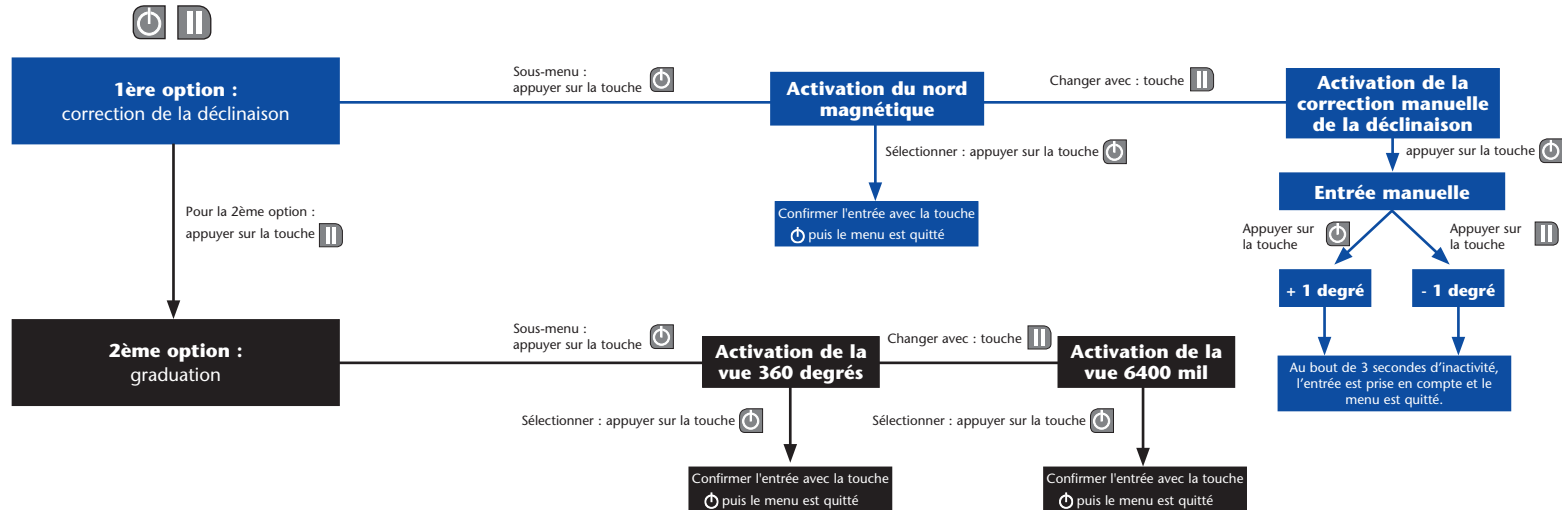 1ère option :
correction de la déclinaison
Sous-menu :
appuyer sur la touche
Activation du nord
magnétique
Changer avec : touche
Activation de la
correction manuelle
de la déclinaison
Sélectionner : appuyer sur la touche
appuyer sur la touche
Confirmer l'entrée avec la touche
puis le menu est quitté
Entrée manuelle
Appuyer sur
la touche
Appuyer sur
la touche
+ 1 degré
- 1 degré
Au bout de 3 secondes d’inactivité,
l’entrée est prise en compte et le
menu est quitté.
Pour la 2ème option :
appuyer sur la touche
2ème option :
graduation
Sous-menu :
appuyer sur la touche
Activation de la
vue 360 degrés
Changer avec : touche
Activation de la
vue 6400 mil
Sélectionner : appuyer sur la touche
Sélectionner : appuyer sur la touche
Confirmer l'entrée avec la touche
puis le menu est quitté
Confirmer l'entrée avec la touche
puis le menu est quitté